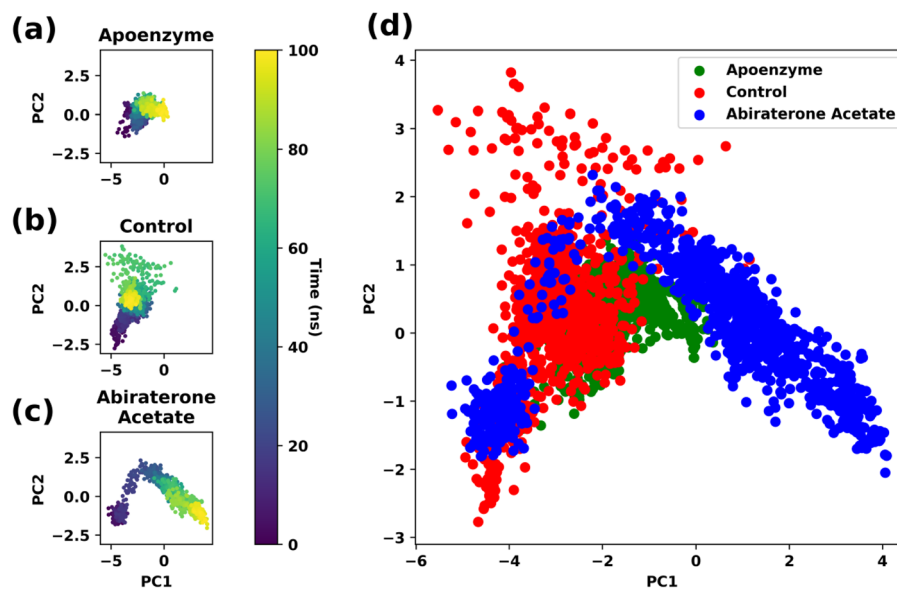 (a)
Apoenzyme
PC2
2.5
0.0
−2.5
−5
0
(b)
Control
PC2
2.5
0.0
−2.5
−5
0
(c)
Abiraterone
Acetate
PC2
2.5
0.0
−2.5
−5
0
PC1
100
80
60
40
20
0
Time (ns)
(d)
Apoenzyme
Control
Abiraterone Acetate
PC2
4
3
2
1
0
−1
−2
−3
−6
−4
−2
0
2
4
PC1